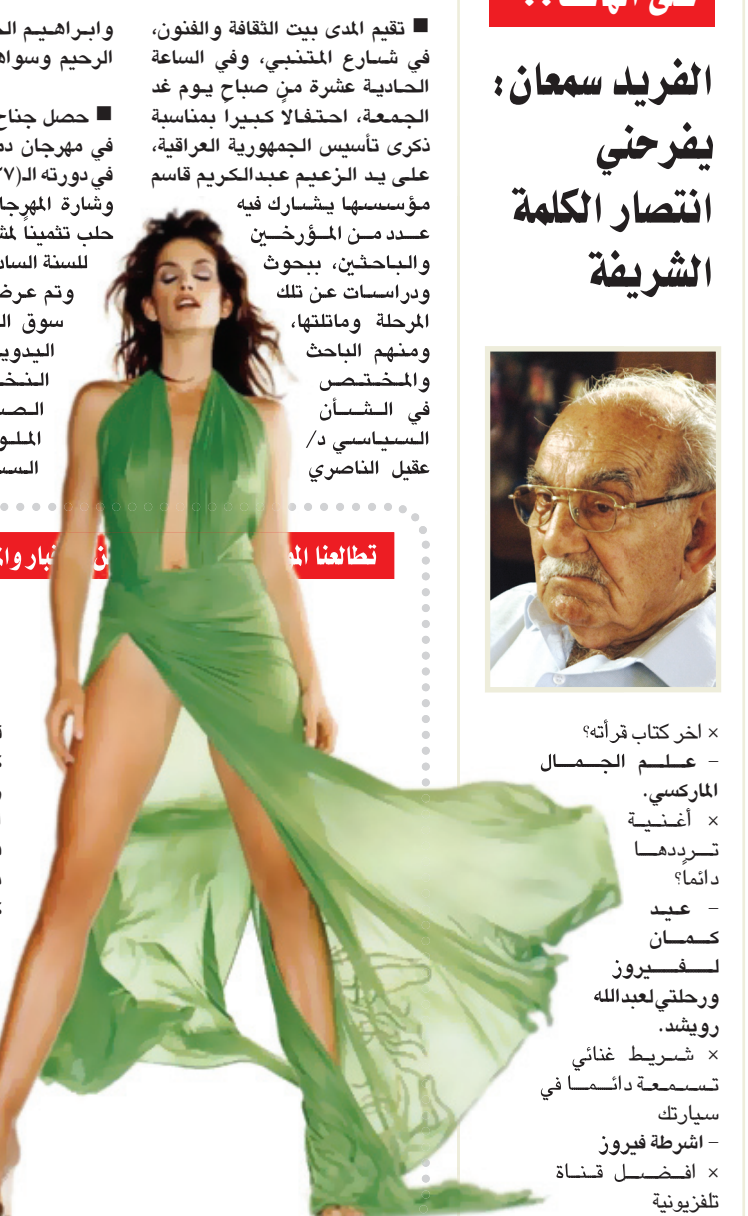 على الهاتف..
الفريد سمعان:
يفرحني
انتصار الكلمة
الشريفة
× اخر كتاب قرأته؟
– علم الجمال
الماركسي.
× أغنية
ترددها
دائماً؟
– عيد
كمان
لفيروز
ورحلتي لعبدالله
رويشد.
× شريط غنائي
تسمعة دائما في
سيارتك
– اشرطة فيروز
× افضل قناة
تلفزيونية
■ تقيم المدى بيت الثقافة والفنون،
في شارع المتنبي، وفي الساعة
الحادية عشرة من صباح يوم غد
الجمعة، احتفالاً كبيراً بمناسبة
ذكرى تأسيس الجمهورية العراقية،
على يد الزعيم عبدالكريم قاسم
مؤسسها يشارك فيه
عدد من المؤرخين
والباحثين، ببحوث
ودراسات عن تلك
المرحلة وماتلتها،
ومنهم الباحث
والمختص
في الشأن
السياسي د/
عقيل الناصري
وابراهيم
الرحيم
■ حصل جناح
في مهرجان
في دورته الـ
وشارة
حلب تثميناً
للسنة
وتم عرض
سوق
تطالعنا